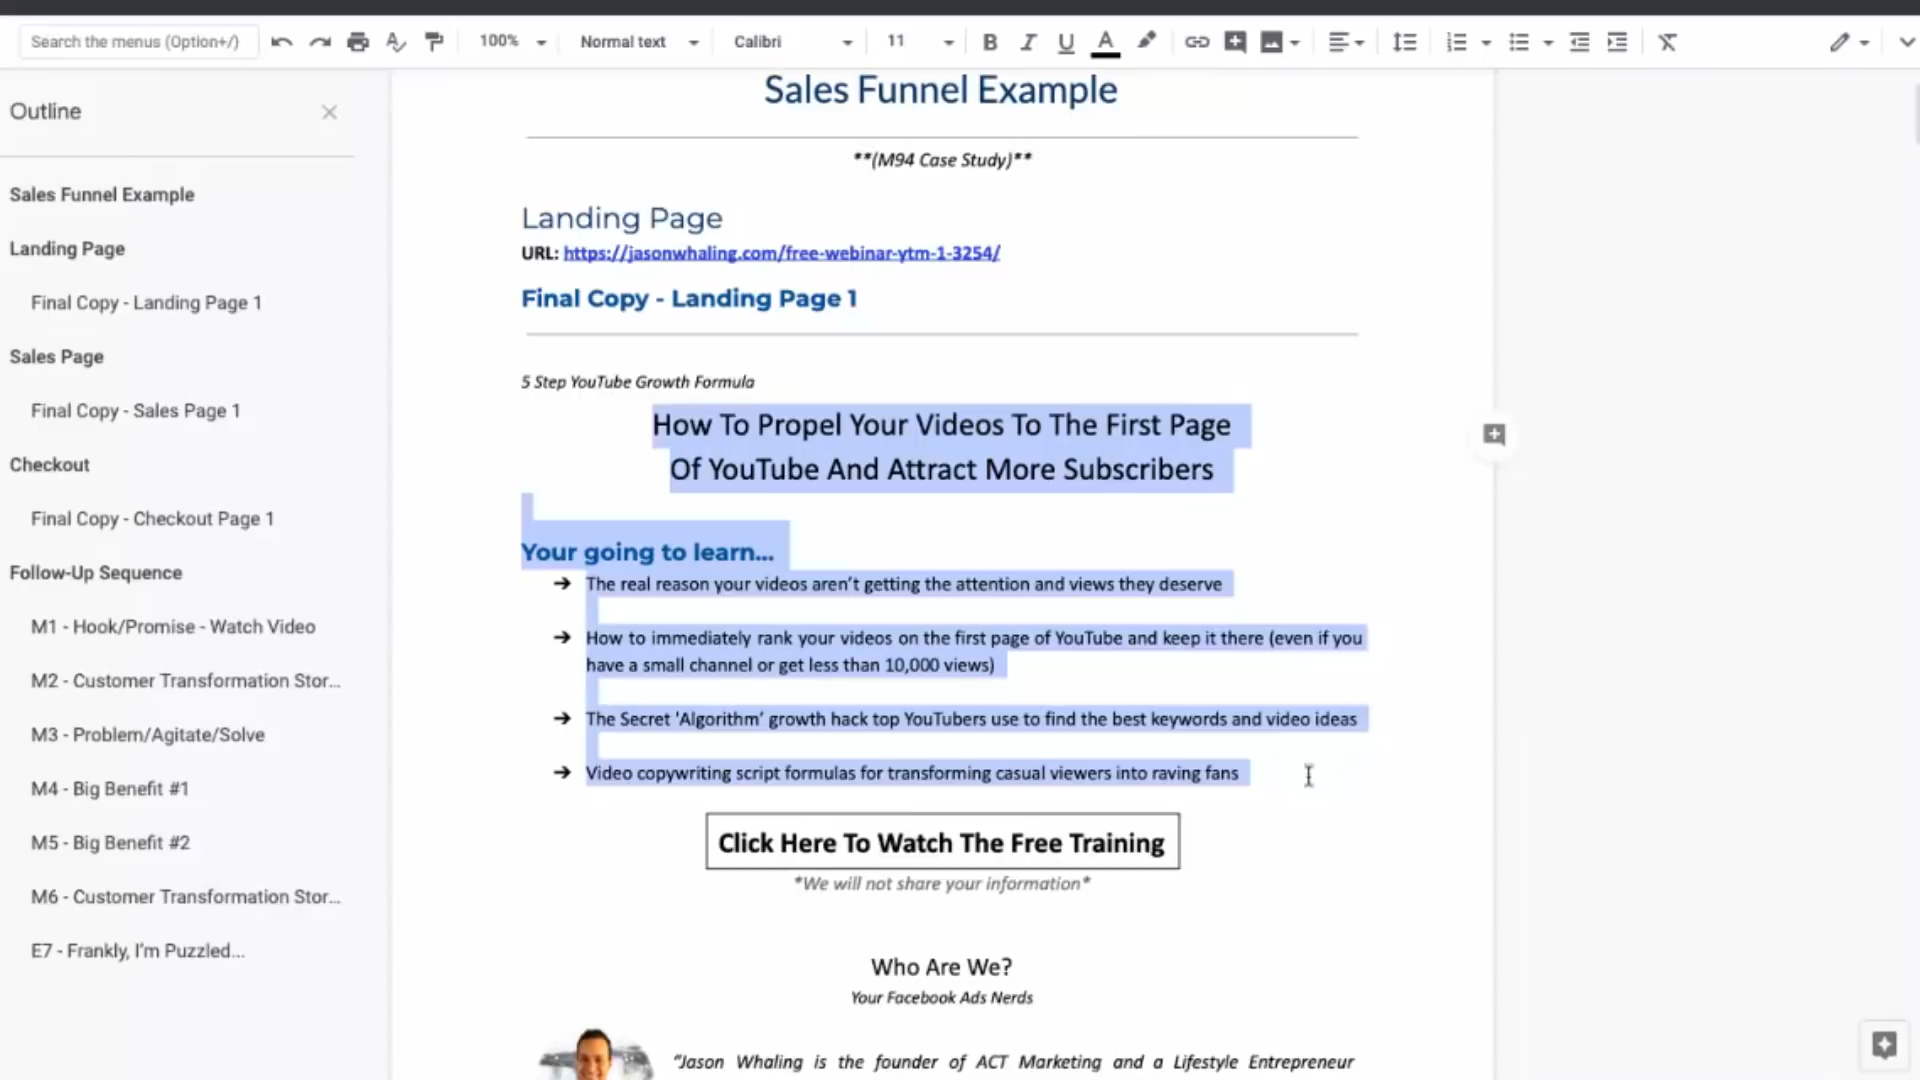 Search the menus (Option+/)
100%
Normal text
Calibri
11
Outline
Sales Funnel Example
Landing Page
Final Copy - Landing Page 1
Sales Page
Final Copy - Sales Page 1
Checkout
Final Copy - Checkout Page 1
Follow-Up Sequence
M1 - Hook/Promise - Watch Video
M2 - Customer Transformation Stor...
M3 - Problem/Agitate/Solve
M4 - Big Benefit #1
M5 - Big Benefit #2
M6 - Customer Transformation Stor...
E7 - Frankly, I'm Puzzled...
Sales Funnel Example
**(M94 Case Study)**
Landing Page
URL: https://jasonwhaling.com/free-webinar-ytm-1-3254/
Final Copy - Landing Page 1
5 Step YouTube Growth Formula
How To Propel Your Videos To The First Page
Of YouTube And Attract More Subscribers
Your going to learn...
➔ The real reason your videos aren't getting the attention and views they deserve
➔ How to immediately rank your videos on the first page of YouTube and keep it there (even if you
have a small channel or get less than 10,000 views)
➔ The Secret 'Algorithm' growth hack top YouTubers use to find the best keywords and video ideas
➔ Video copywriting script formulas for transforming casual viewers into raving fans
Click Here To Watch The Free Training
*We will not share your information*
Who Are We?
Your Facebook Ads Nerds
"Jason Whaling is the founder of ACT Marketing and a Lifestyle Entrepreneur